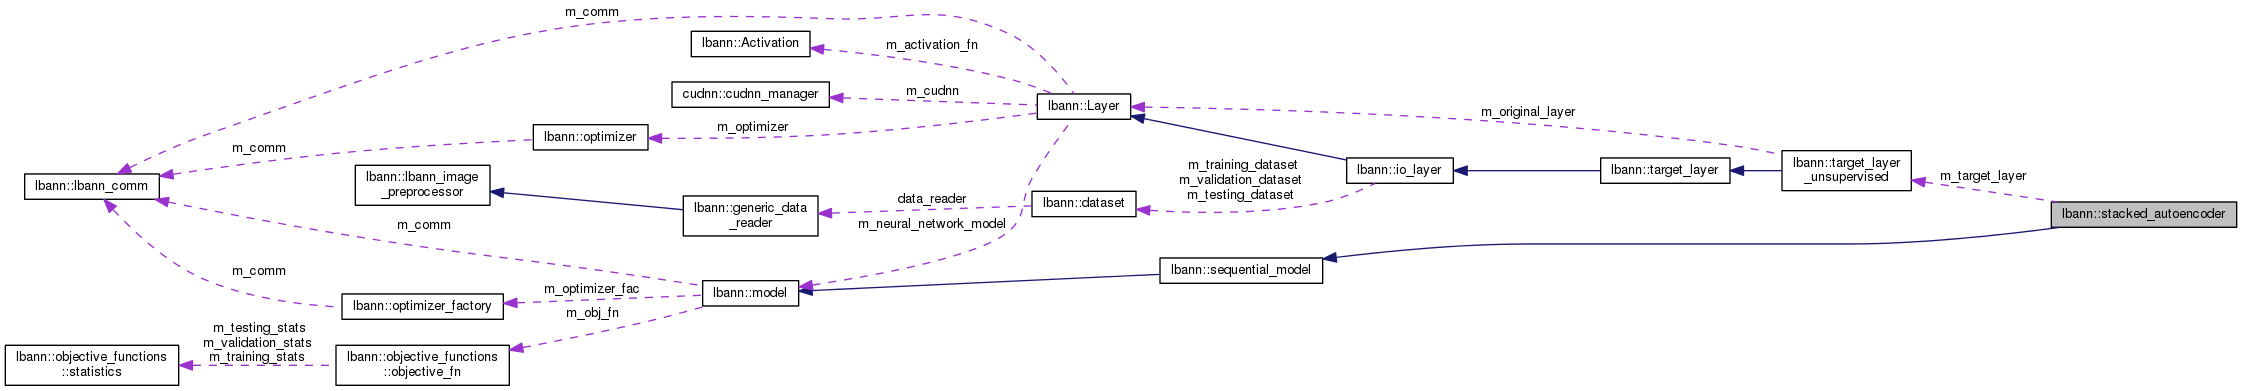 m_comm
lbann::Activation
m_activation_fn
cudnn::cudnn_manager
m_cudnn
lbann::Layer
m_original_layer
lbann::optimizer
m_optimizer
m_comm
lbann::lbann_comm
lbann::lbann_image
_preprocessor
m_training_dataset
m_validation_dataset
m_testing_dataset
lbann::io_layer
lbann::target_layer
lbann::target_layer
_unsupervised
m_target_layer
lbann::stacked_autoencoder
lbann::generic_data
_reader
data_reader
lbann::dataset
m_neural_network_model
m_comm
lbann::sequential_model
m_comm
lbann::optimizer_factory
m_optimizer_fac
lbann::model
m_obj_fn
m_testing_stats
m_validation_stats
m_training_stats
lbann::objective_functions
::statistics
lbann::objective_functions
::objective_fn